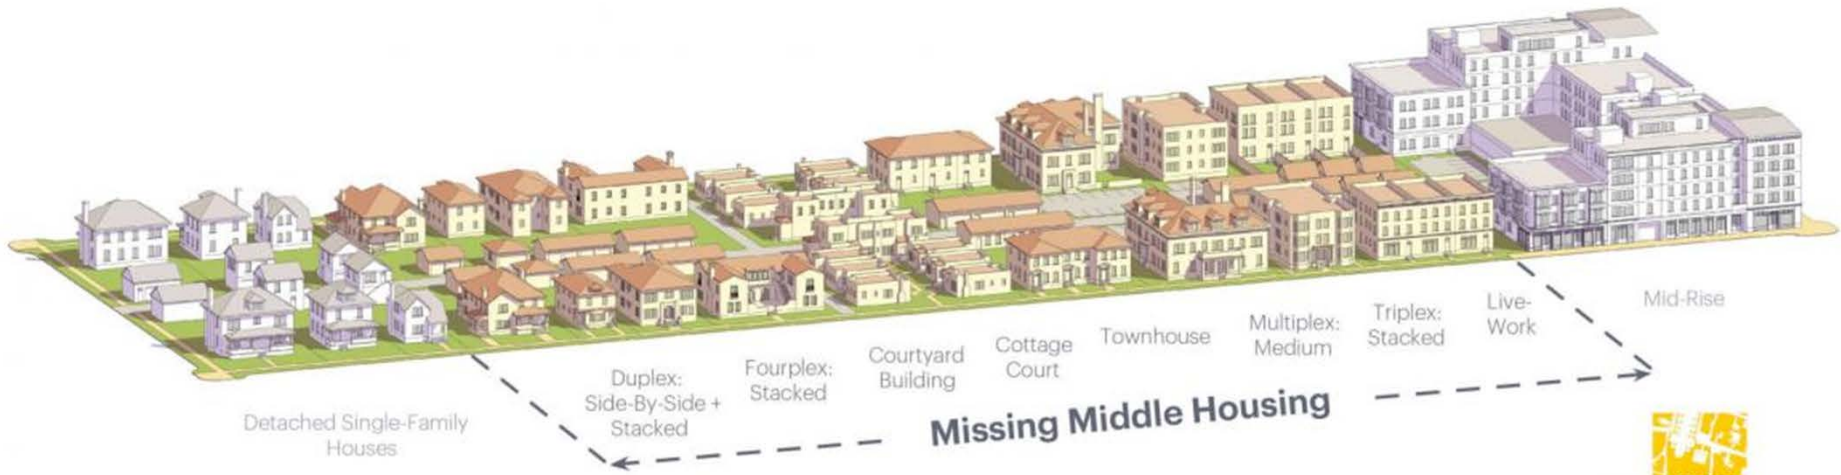 Detached Single-Family
Houses
Duplex:
Side-By-Side +
Stacked
Fourplex:
Stacked
Courtyard
Building
Cottage
Court
Townhouse
Multiplex:
Medium
Triplex:
Stacked
Live-
Work
Mid-Rise
Missing Middle Housing